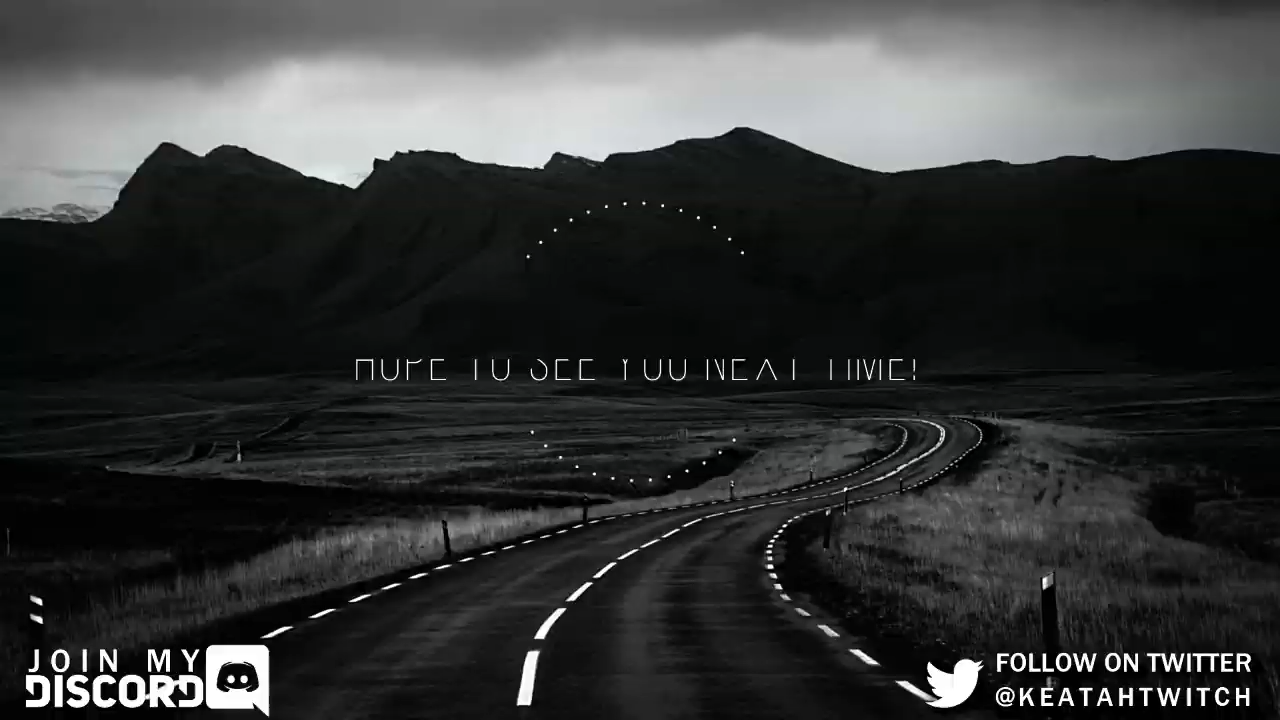 HOPE TO SEE YOU NEXT TIME!
JOIN MY
DISCORD
FOLLOW ON TWITTER
@KEATAHTWITCH